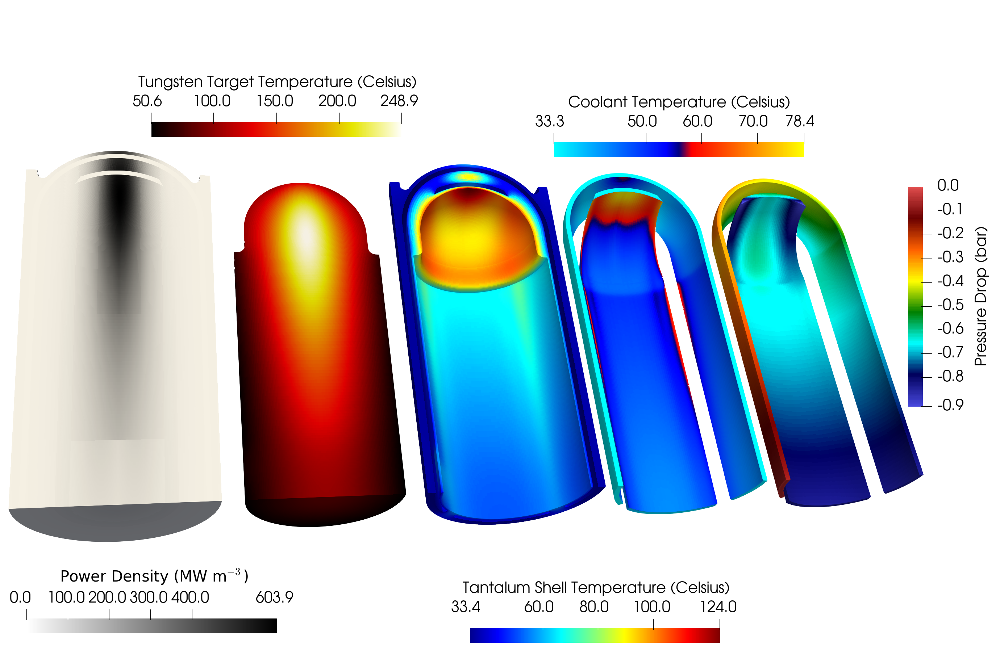 Tungsten Target Temperature (Celsius)
50.6 100.0 150.0 200.0 248.9
Coolant Temperature (Celsius)
33.3 50.0 60.0 70.0 78.4
0.0
-0.1
-0.2
-0.3
-0.4
-0.5
-0.6
-0.7
-0.8
-0.9
Pressure Drop (bar)
Power Density (MW m⁻³)
0.0 100.0 200.0 300.0 400.0 603.9
Tantalum Shell Temperature (Celsius)
33.4 60.0 80.0 100.0 124.0